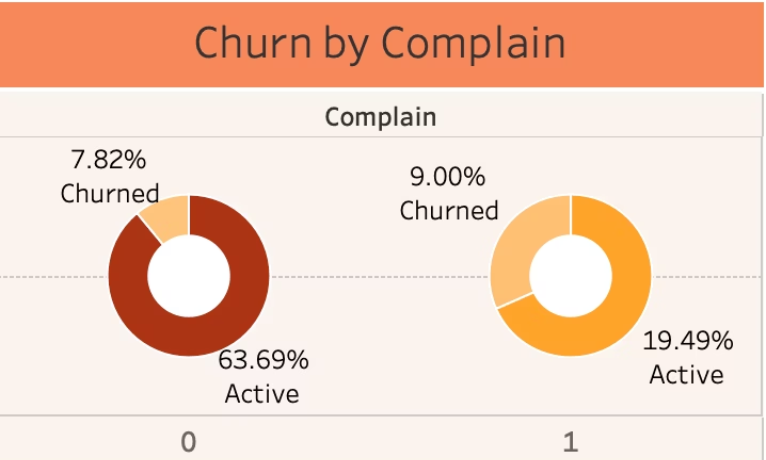 Churn by Complain
Complain
7.82%
Churned
63.69%
Active
9.00%
Churned
19.49%
Active
0
1